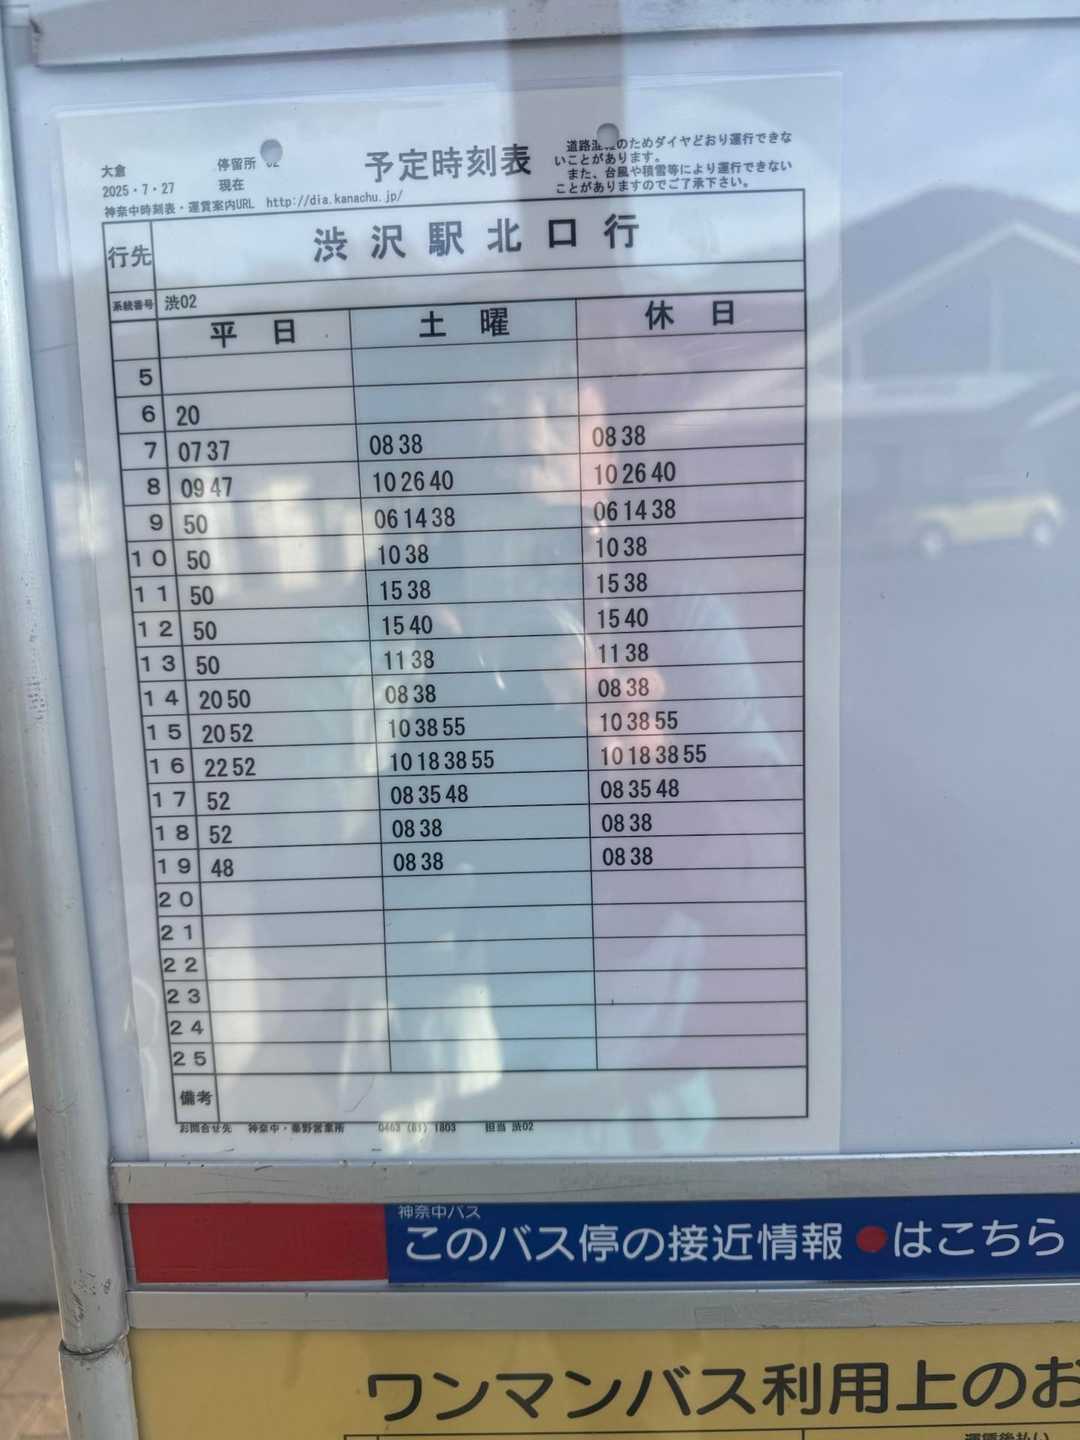 大倉 停留所 02 予定時刻表 道路混雑のためダイヤどおり運行できな
いことがあります。
2025・7・27 現在 また、台風や積雪等により運行できない
ことがありますのでご了承下さい。
神奈中時刻表・運賃案内URL http://dia.kanachu.jp/
行先 渋沢駅北口行
系統番号 渋02
平日 土曜 休日
5
6 20
7 07 37 08 38 08 38
8 09 47 10 26 40 10 26 40
9 50 06 14 38 06 14 38
10 50 10 38 10 38
11 50 15 38 15 38
12 50 15 40 15 40
13 50 11 38 11 38
14 20 50 08 38 08 38
15 20 52 10 38 55 10 38 55
16 22 52 10 18 38 55 10 18 38 55
17 52 08 35 48 08 35 48
18 52 08 38 08 38
19 48 08 38 08 38
20
21
22
23
24
25
備考
お問合せ先 神奈中・秦野営業所 0463 (81) 1803 担当 渋02
神奈中バス
このバス停の接近情報●はこちら
ワンマンバス利用上のお
運賃後払い